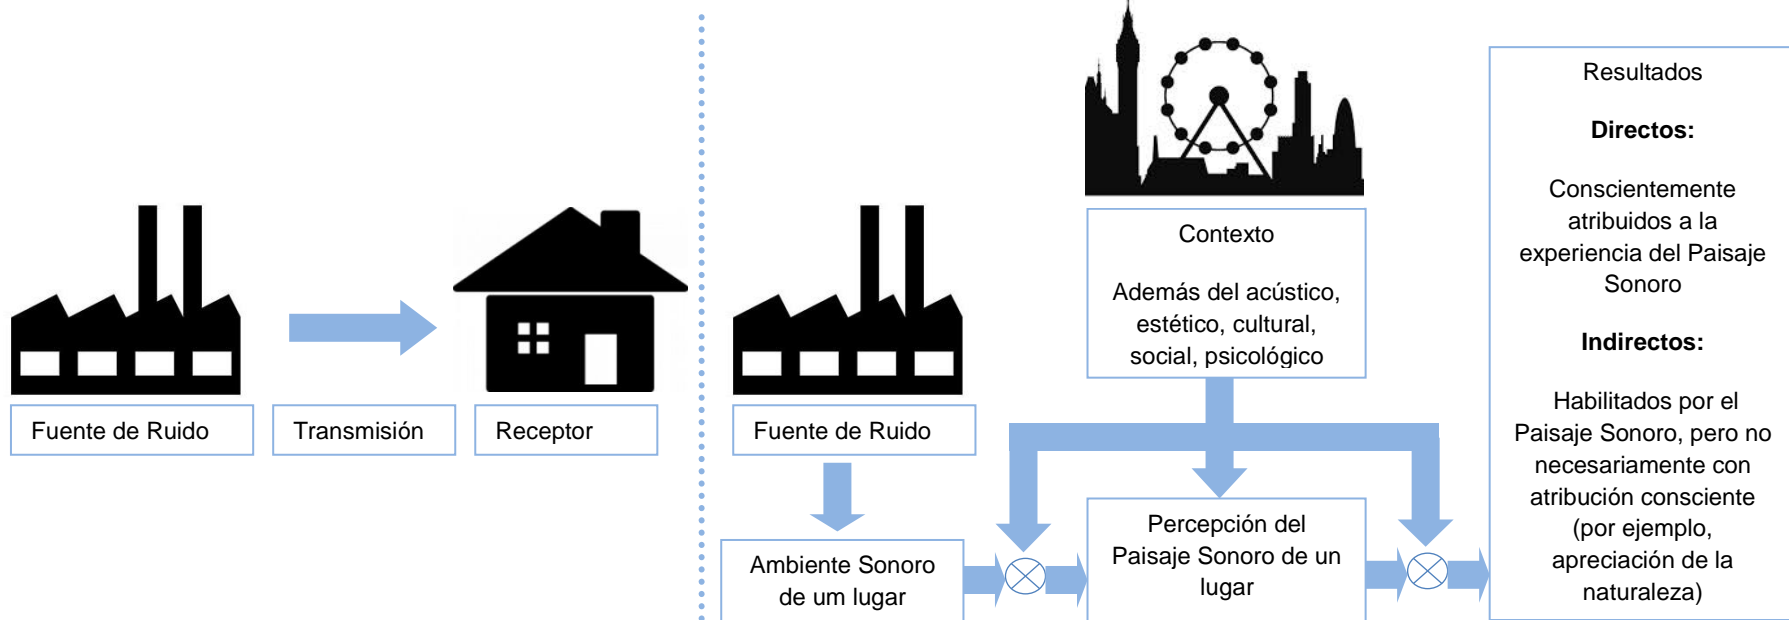 Fuente de Ruido
Transmisión
Receptor
Fuente de Ruido
Ambiente Sonoro
de um lugar
Contexto
Además del acústico,
estético, cultural,
social, psicológico
Percepción del
Paisaje Sonoro de un
lugar
Resultados
Directos:
Conscientemente
atribuidos a la
experiencia del Paisaje
Sonoro
Indirectos:
Habilitados por el
Paisaje Sonoro, pero no
necesariamente con
atribución consciente
(por ejemplo,
apreciación de la
naturaleza)